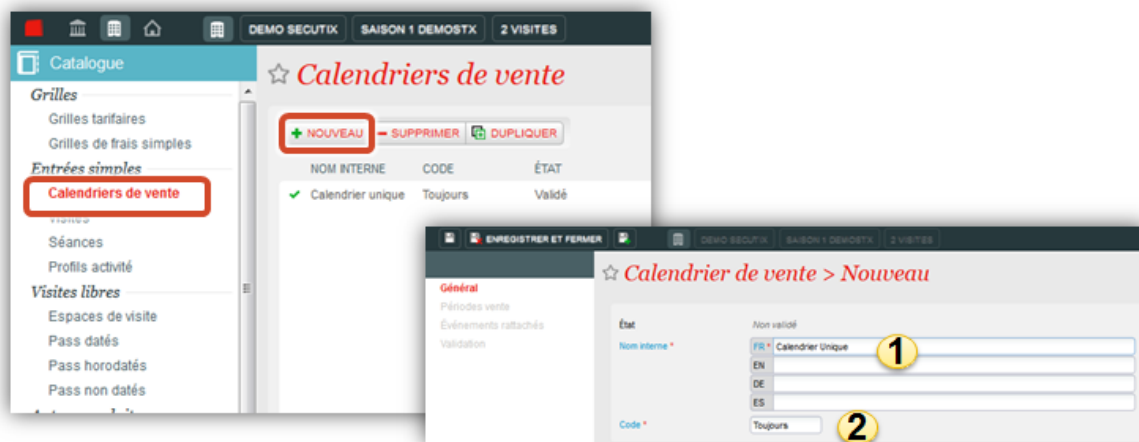 DEMO SECUTIX SAISON 1 DEMOSTX 2 VISITES
Catalogue
Grilles
Grilles tarifaires
Grilles de frais simples
Entrées simples
Calendriers de vente
Visites
Séances
Profils activité
Visites libres
Espaces de visite
Pass datés
Pass horodatés
Pass non datés
Calendriers de vente
NOUVEAU SUPPRIMER DUPLIQUER
NOM INTERNE CODE ÉTAT
Calendrier unique Toujours Validé
ENREGISTRER ET FERMER DEMO SECUTIX SAISON 1 DEMOSTX 2 VISITES
Général
Périodes vente
Événements rattachés
Validation
Calendrier de vente > Nouveau
État Non validé
Nom interne * FR * Calendrier Unique 1
EN
DE
ES
Code * Toujours 2